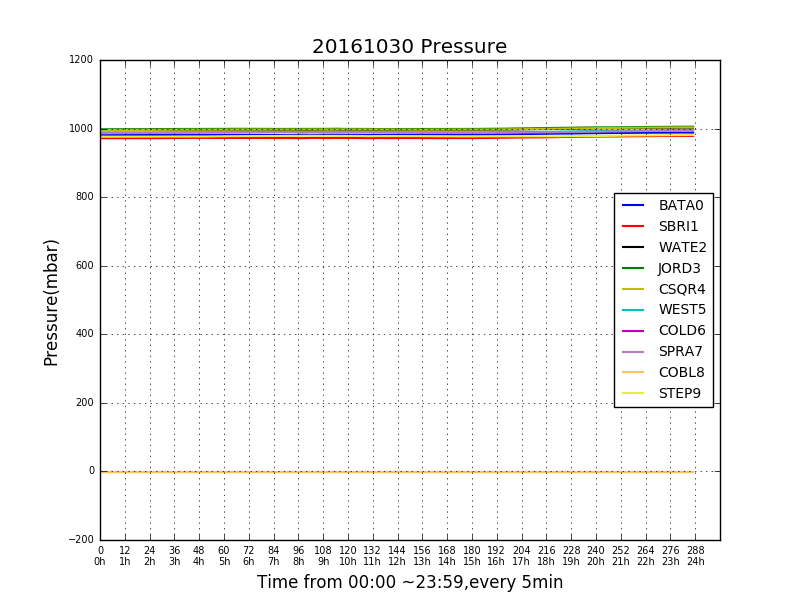 20161030 Pressure
1200
1000
800
600
400
200
0
−200
Pressure(mbar)
BATA0
SBRI1
WATE2
JORD3
CSQR4
WEST5
COLD6
SPRA7
COBL8
STEP9
0 12 24 36 48 60 72 84 96 108 120 132 144 156 168 180 192 204 216 228 240 252 264 276 288
0h 1h 2h 3h 4h 5h 6h 7h 8h 9h 10h 11h 12h 13h 14h 15h 16h 17h 18h 19h 20h 21h 22h 23h 24h
Time from 00:00 ~23:59,every 5min